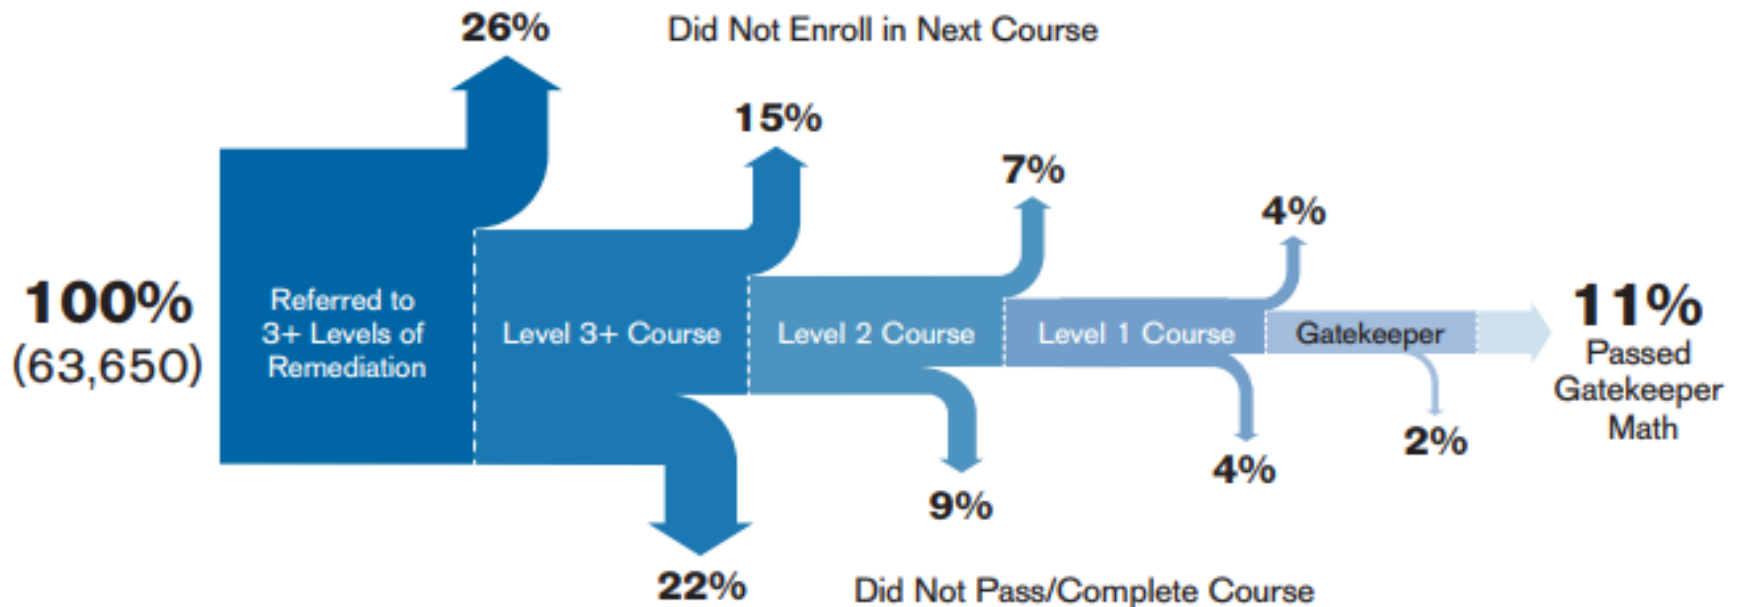 26%
Did Not Enroll in Next Course
15%
7%
4%
100%
(63,650)
Referred to
3+ Levels of
Remediation
Level 3+ Course
Level 2 Course
Level 1 Course
Gatekeeper
11%
Passed
Gatekeeper
Math
2%
4%
9%
22%
Did Not Pass/Complete Course